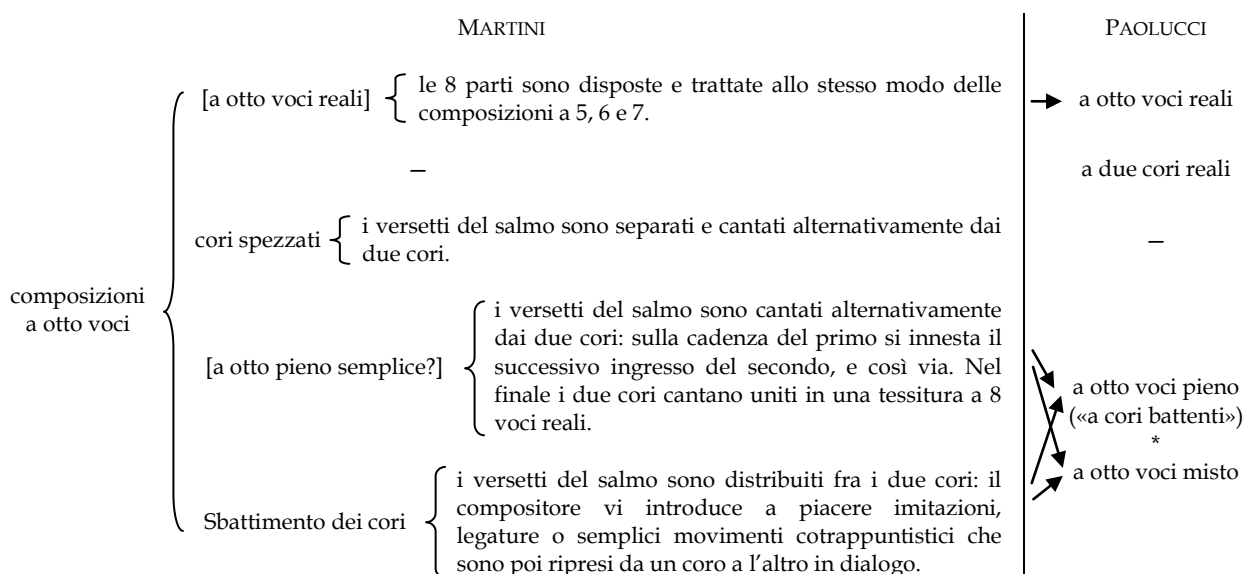 MARTINI
PAOLUCCI
[a otto voci reali]
le 8 parti sono disposte e trattate allo stesso modo delle
composizioni a 5, 6 e 7.
a otto voci reali
–
a due cori reali
cori spezzati
i versetti del salmo sono separati e cantati alternativamente dai
due cori.
–
composizioni
a otto voci
[a otto pieno semplice?]
i versetti del salmo sono cantati alternativamente
dai due cori: sulla cadenza del primo si innesta il
successivo ingresso del secondo, e così via. Nel
finale i due cori cantano uniti in una tessitura a 8
voci reali.
a otto voci pieno
(«a cori battenti»)
*
a otto voci misto
Sbattimento dei cori
i versetti del salmo sono distribuiti fra i due cori: il
compositore vi introduce a piacere imitazioni,
legature o semplici movimenti cotrappuntistici che
sono poi ripresi da un coro a l'altro in dialogo.